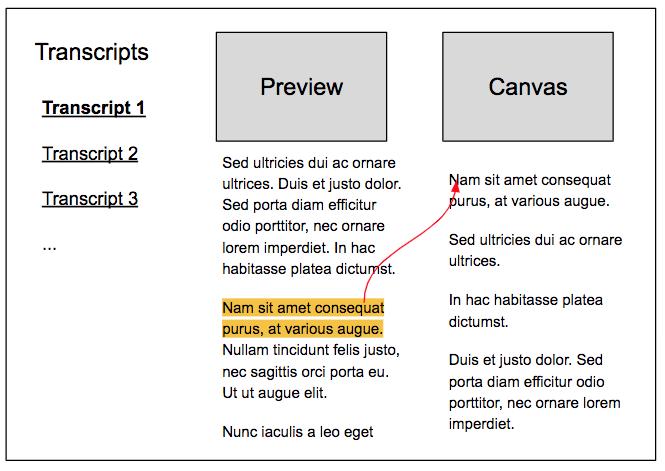 Transcripts
Transcript 1
Transcript 2
Transcript 3
...
Preview
Sed ultricies dui ac ornare
ultrices. Duis et justo dolor.
Sed porta diam efficitur
odio porttitor, nec ornare
lorem imperdiet. In hac
habitasse platea dictumst.
Nam sit amet consequat
purus, at various augue.
Nullam tincidunt felis justo,
nec sagittis orci porta eu.
Ut ut augue elit.
Nunc iaculis a leo eget
Canvas
Nam sit amet consequat
purus, at various augue.
Sed ultricies dui ac ornare
ultrices.
In hac habitasse platea
dictumst.
Duis et justo dolor. Sed
porta diam efficitur odio
porttitor, nec ornare lorem
imperdiet.